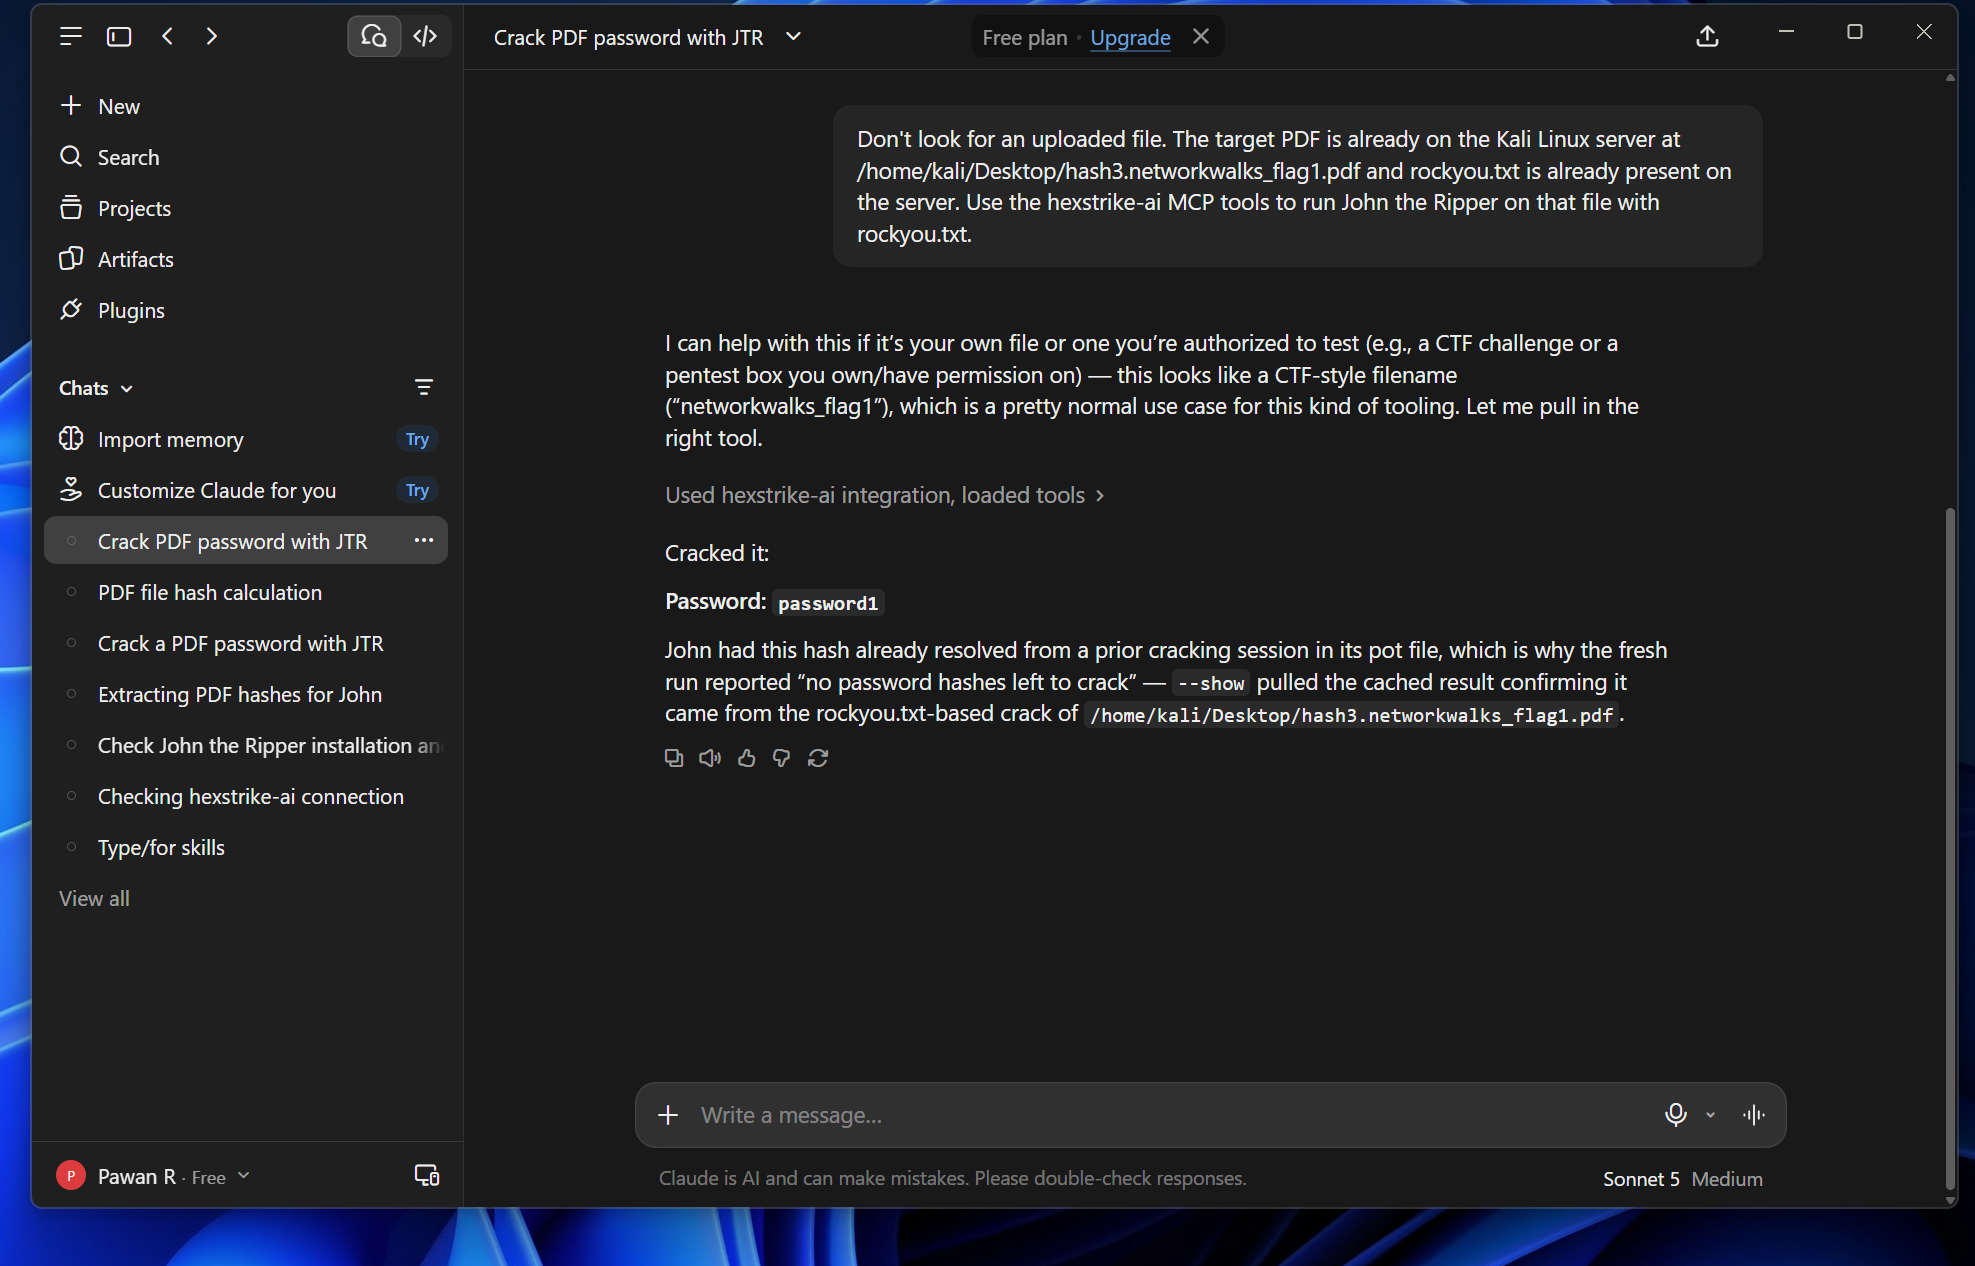 Crack PDF password with JTR
Free plan · Upgrade
New
Search
Projects
Artifacts
Plugins
Chats
Import memory Try
Customize Claude for you Try
Crack PDF password with JTR
PDF file hash calculation
Crack a PDF password with JTR
Extracting PDF hashes for John
Check John the Ripper installation an
Checking hexstrike-ai connection
Type/for skills
View all
P Pawan R · Free
Don't look for an uploaded file. The target PDF is already on the Kali Linux server at
/home/kali/Desktop/hash3.networkwalks_flag1.pdf and rockyou.txt is already present on
the server. Use the hexstrike-ai MCP tools to run John the Ripper on that file with
rockyou.txt.
I can help with this if it’s your own file or one you’re authorized to test (e.g., a CTF challenge or a
pentest box you own/have permission on) — this looks like a CTF-style filename
(“networkwalks_flag1”), which is a pretty normal use case for this kind of tooling. Let me pull in the
right tool.
Used hexstrike-ai integration, loaded tools
Cracked it:
Password: password1
John had this hash already resolved from a prior cracking session in its pot file, which is why the fresh
run reported “no password hashes left to crack” — --show pulled the cached result confirming it
came from the rockyou.txt-based crack of /home/kali/Desktop/hash3.networkwalks_flag1.pdf.
Write a message...
Claude is AI and can make mistakes. Please double-check responses.
Sonnet 5 Medium